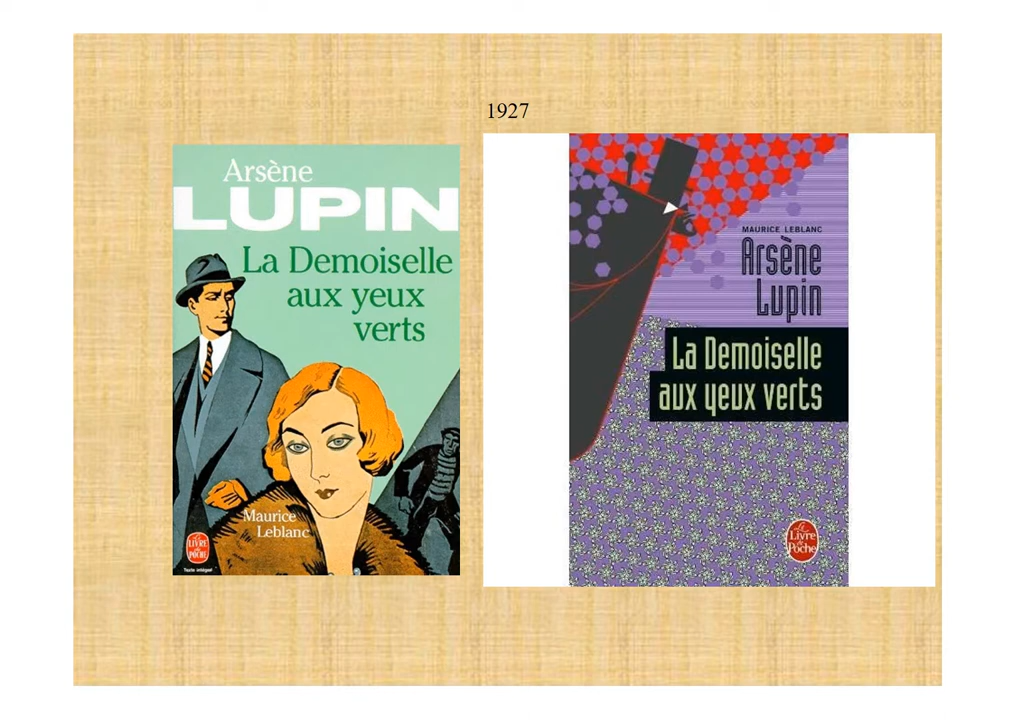 1927
Arsène
LUPIN
La Demoiselle
aux yeux
verts
Maurice
Leblanc
LE
LIVRE
de
POCHE
Texte intégral
MAURICE LEBLANC
Arsène
Lupin
La Demoiselle
aux yeux verts
Le
Livre
de
Poche